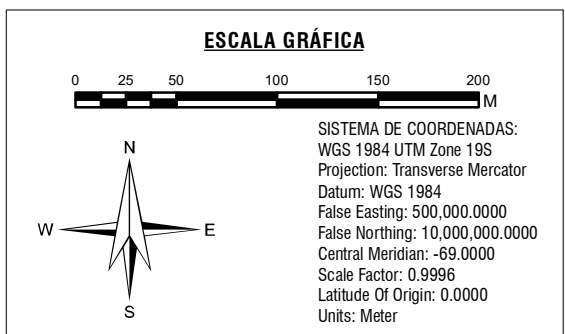 ESCALA GRÁFICA
0 25 50 100 150 200
M
SISTEMA DE COORDENADAS:
WGS 1984 UTM Zone 19S
Projection: Transverse Mercator
Datum: WGS 1984
False Easting: 500,000.0000
False Northing: 10,000,000.0000
Central Meridian: -69.0000
Scale Factor: 0.9996
Latitude Of Origin: 0.0000
Units: Meter
N
W E
S